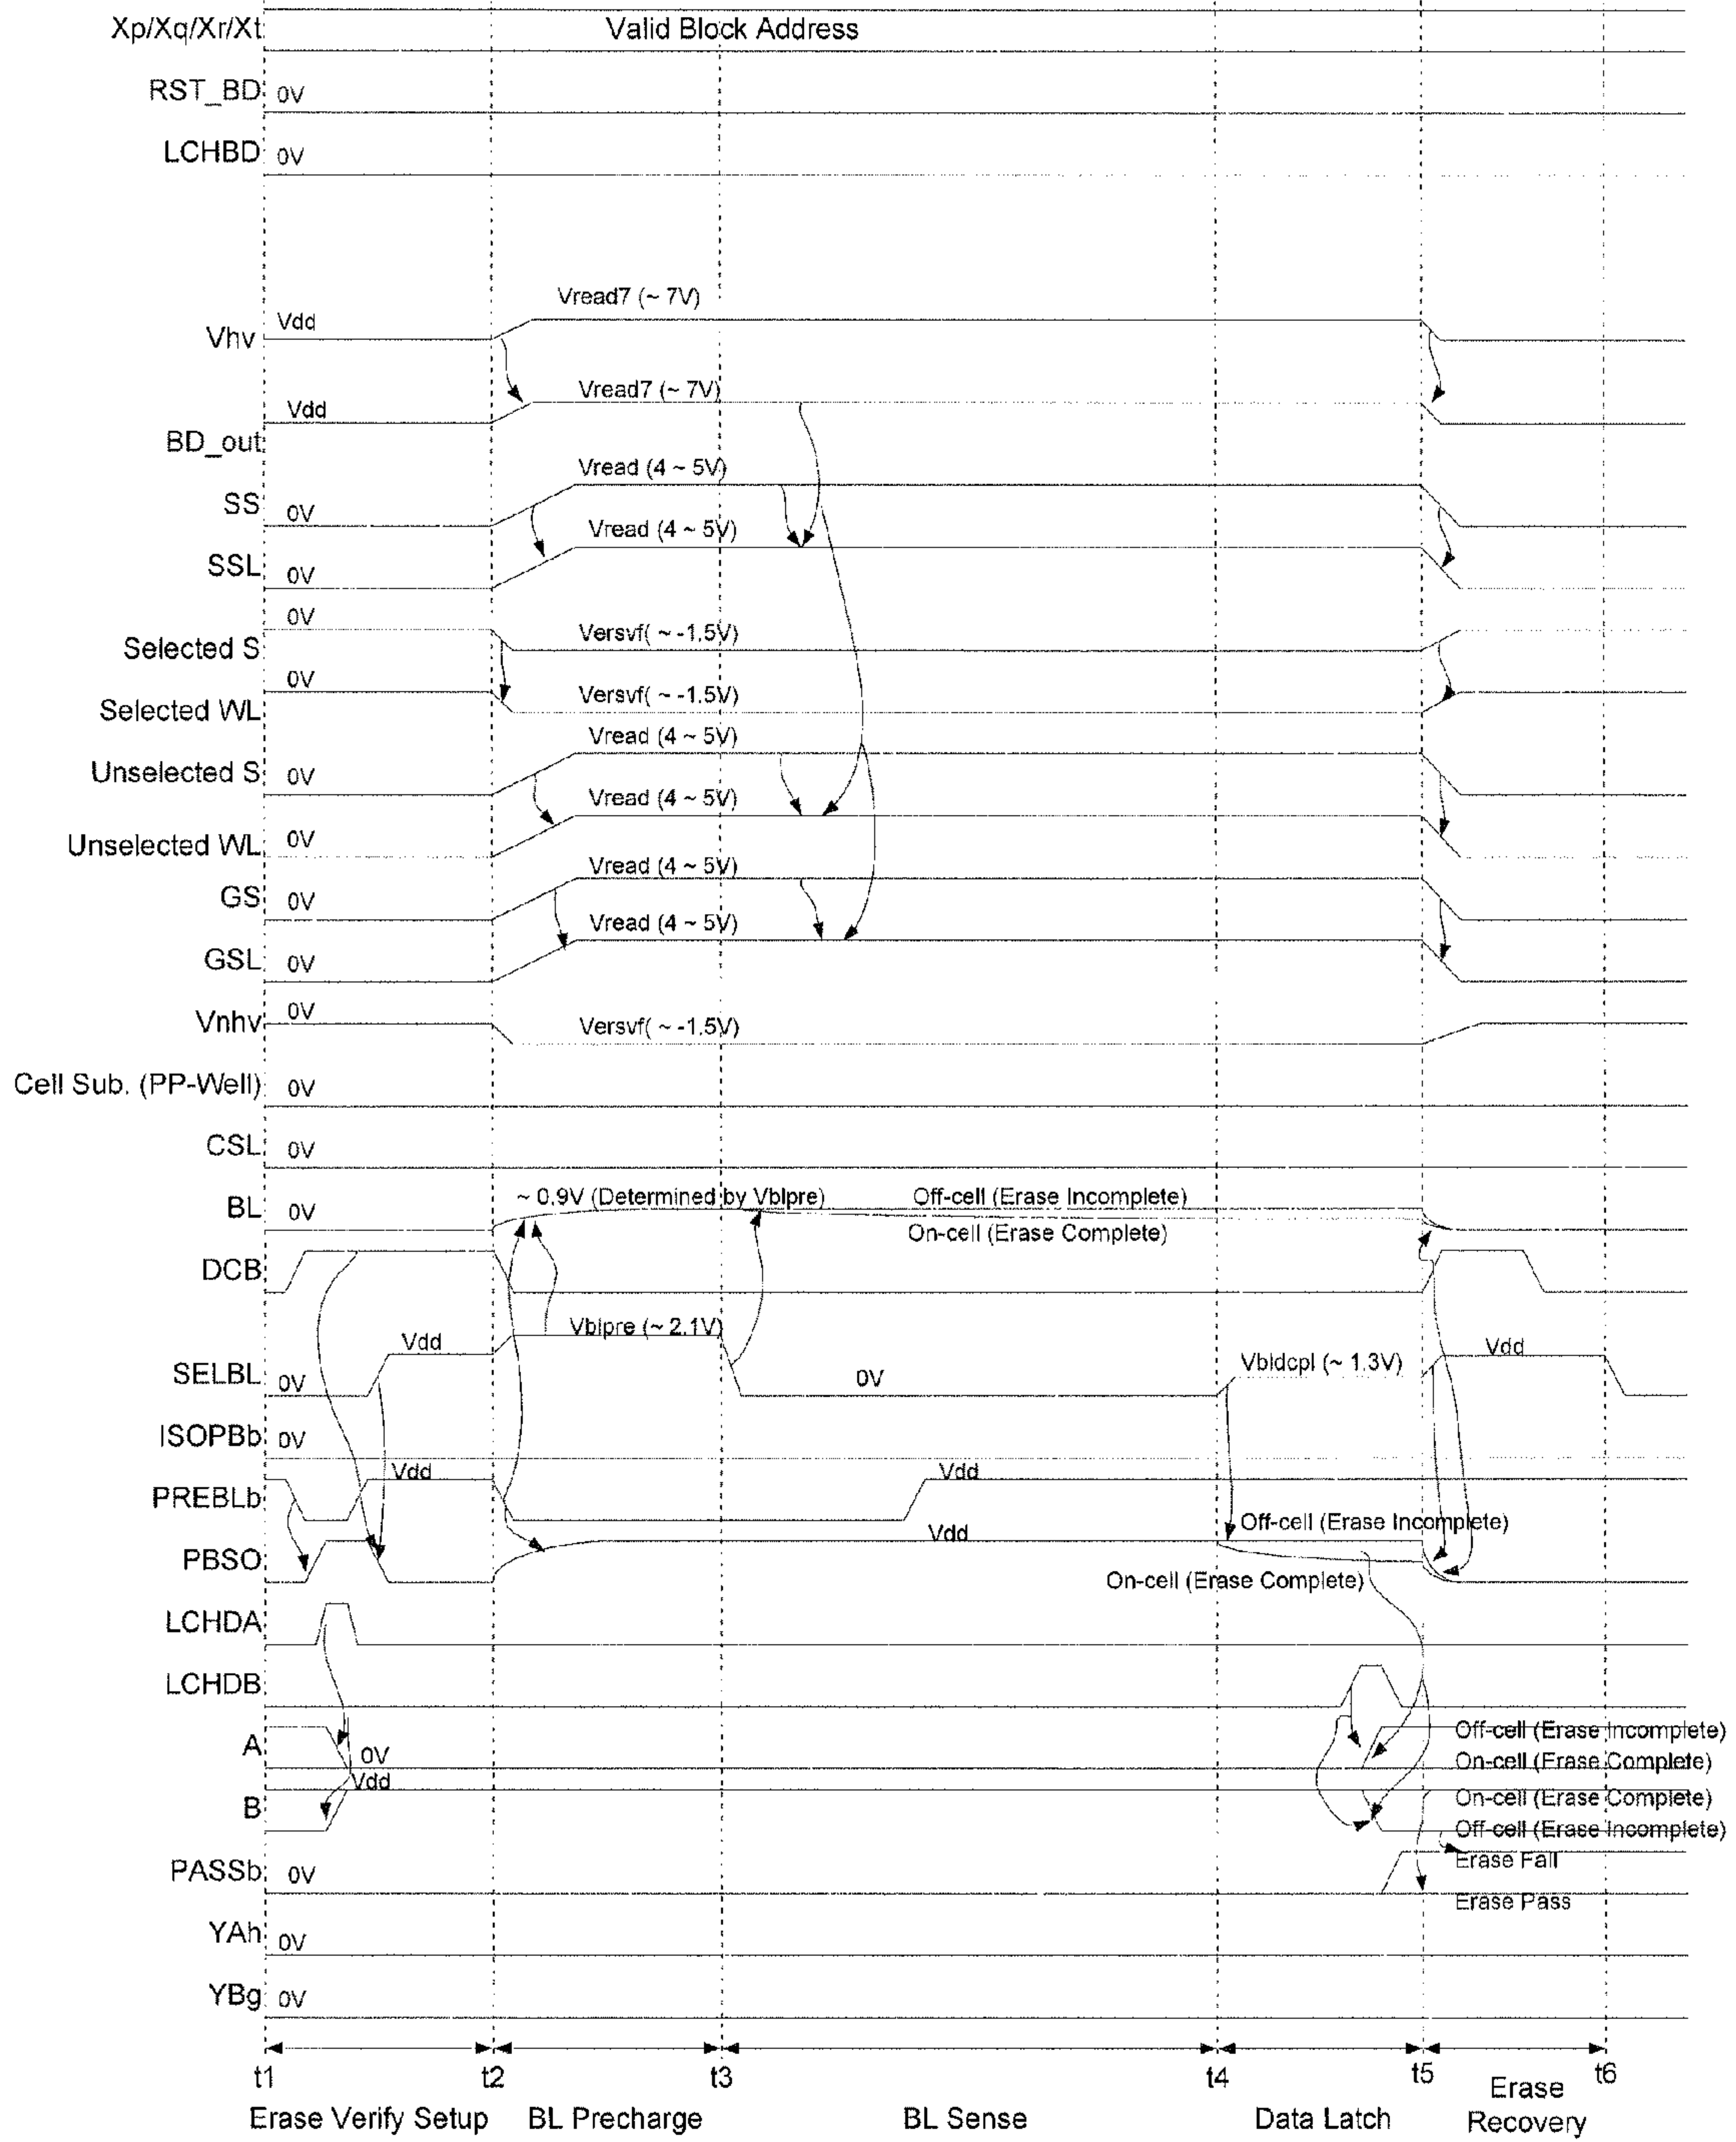 Xp/Xq/Xr/Xt Valid Block Address
RST_BD 0V
LCHBD 0V
Vread7 (~ 7V)
Vdd
Vhv
Vread7 (~ 7V)
Vdd
BD_out
Vread (4 ~ 5V)
SS 0V
Vread (4 ~ 5V)
SSL 0V
0V
Selected S Versvf( ~ -1.5V)
0V
Selected WL Versvf( ~ -1.5V)
Vread (4 ~ 5V)
Unselected S 0V
Vread (4 ~ 5V)
Unselected WL 0V
Vread (4 ~ 5V)
GS 0V
Vread (4 ~ 5V)
GSL 0V
Vnhv 0V Versvf( ~ -1.5V)
Cell Sub. (PP-Well) 0V
CSL 0V
~ 0.9V (Determined by Vblpre) Off-cell (Erase Incomplete)
BL 0V
On-cell (Erase Complete)
DCB
Vblpre (~ 2.1V)
Vdd Vbldcpl (~ 1.3V) Vdd
SELBL 0V 0V
ISOPBb 0V
Vdd Vdd
PREBLb
Vdd Off-cell (Erase Incomplete)
PBSO
On-cell (Erase Complete)
LCHDA
LCHDB
Off-cell (Erase Incomplete)
A 0V On-cell (Erase Complete)
Vdd
B On-cell (Erase Complete)
Off-cell (Erase Incomplete)
PASSb 0V Erase Fail
Erase Pass
YAh 0V
YBg 0V
t1 t2 t3 t4 t5 t6
Erase Verify Setup BL Precharge BL Sense Data Latch Erase
Recovery